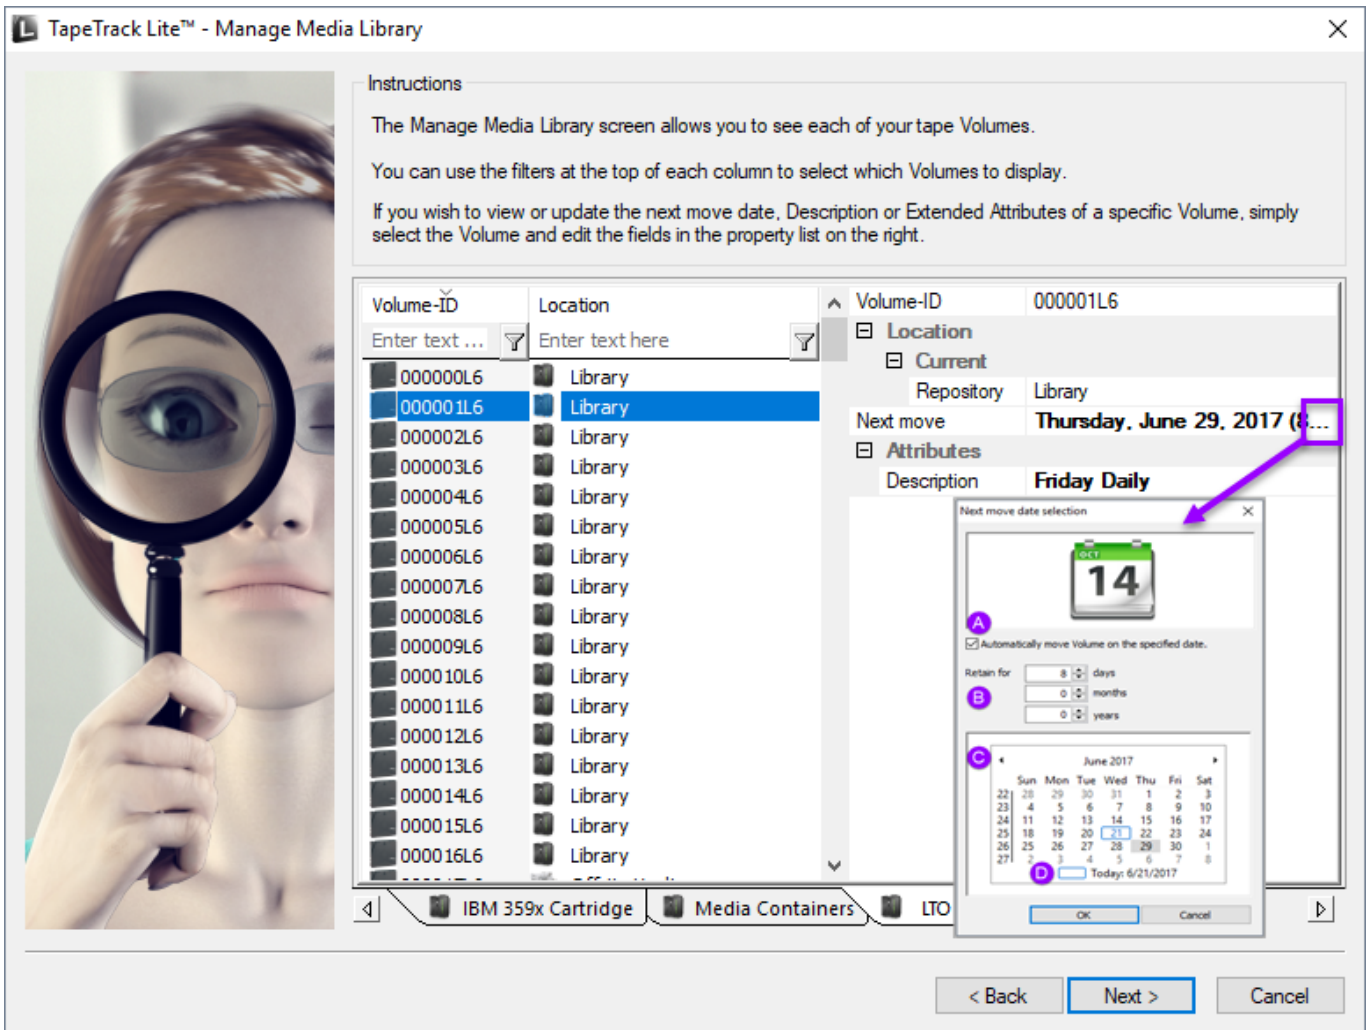 TapeTrack Lite™ - Manage Media Library
Instructions
The Manage Media Library screen allows you to see each of your tape Volumes.
You can use the filters at the top of each column to select which Volumes to display.
If you wish to view or update the next move date, Description or Extended Attributes of a specific Volume, simply
select the Volume and edit the fields in the property list on the right.
Volume-ID Location
Enter text ... Enter text here
000000L6 Library
000001L6 Library
000002L6 Library
000003L6 Library
000004L6 Library
000005L6 Library
000006L6 Library
000007L6 Library
000008L6 Library
000009L6 Library
000010L6 Library
000011L6 Library
000012L6 Library
000013L6 Library
000014L6 Library
000015L6 Library
000016L6 Library
Volume-ID 000001L6
Location
Current
Repository Library
Next move Thursday, June 29, 2017 (8...
Attributes
Description Friday Daily
Next move date selection
OCT
14
A
Automatically move Volume on the specified date.
Retain for 8 days
B 0 months
0 years
C June 2017
Sun Mon Tue Wed Thu Fri Sat
22 28 29 30 31 1 2 3
23 4 5 6 7 8 9 10
24 11 12 13 14 15 16 17
25 18 19 20 21 22 23 24
26 25 26 27 28 29 30 1
27 2 3 4 5 6 7 8
D Today: 6/21/2017
OK Cancel
IBM 359x Cartridge Media Containers LTO
< Back Next > Cancel